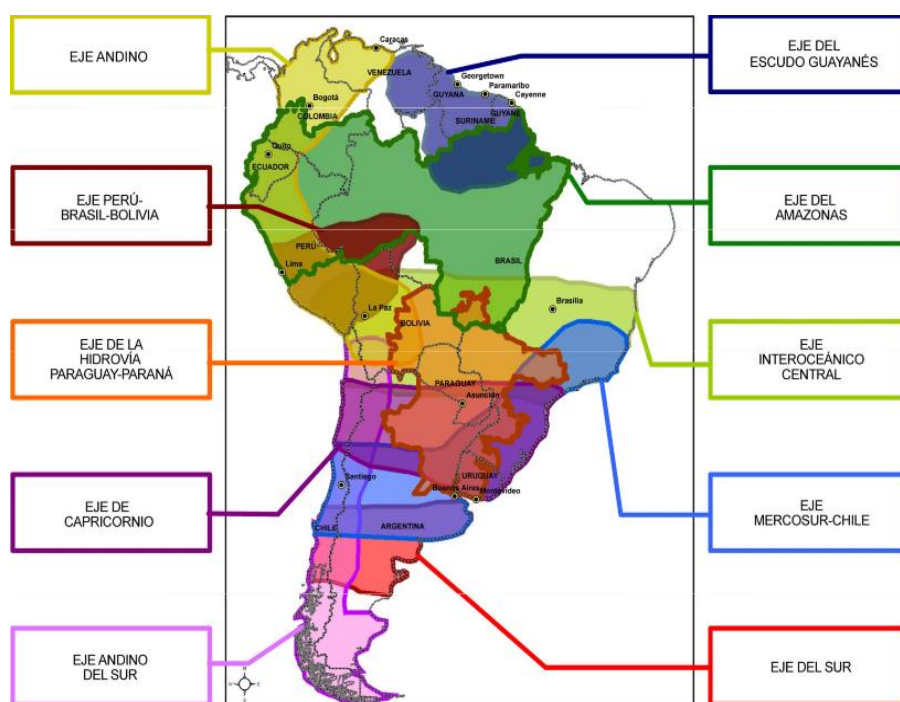 EJE ANDINO
EJE PERÚ-
BRASIL-BOLIVIA
EJE DE LA
HIDROVÍA
PARAGUAY-PARANÁ
EJE DE
CAPRICORNIO
EJE ANDINO
DEL SUR
Caracas
VENEZUELA
Georgetown
Paramaribo
GUYANA
Cayenne
Bogotá
COLOMBIA
GUYANE
SURINAME
Quito
ECUADOR
PERÚ
Lima
BRASIL
La Paz
Brasilia
BOLIVIA
PARAGUAY
Asunción
URUGUAY
Santiago
Buenos Aires
Montevideo
CHILE
ARGENTINA
N
EJE DEL
ESCUDO GUAYANÉS
EJE DEL
AMAZONAS
EJE
INTEROCEÁNICO
CENTRAL
EJE
MERCOSUR-CHILE
EJE DEL SUR